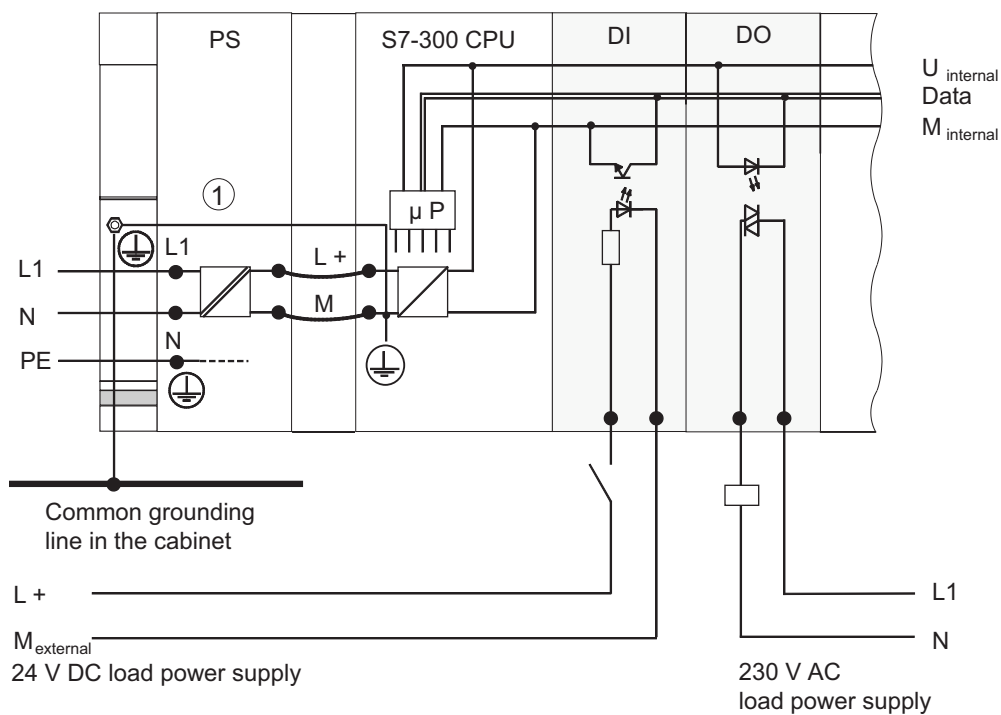 PS
S7-300 CPU
DI
DO
U internal
Data
M internal
1
µ P
L1
L +
L1
N
M
N
PE
Common grounding
line in the cabinet
L +
L1
M external
N
24 V DC load power supply
230 V AC
load power supply